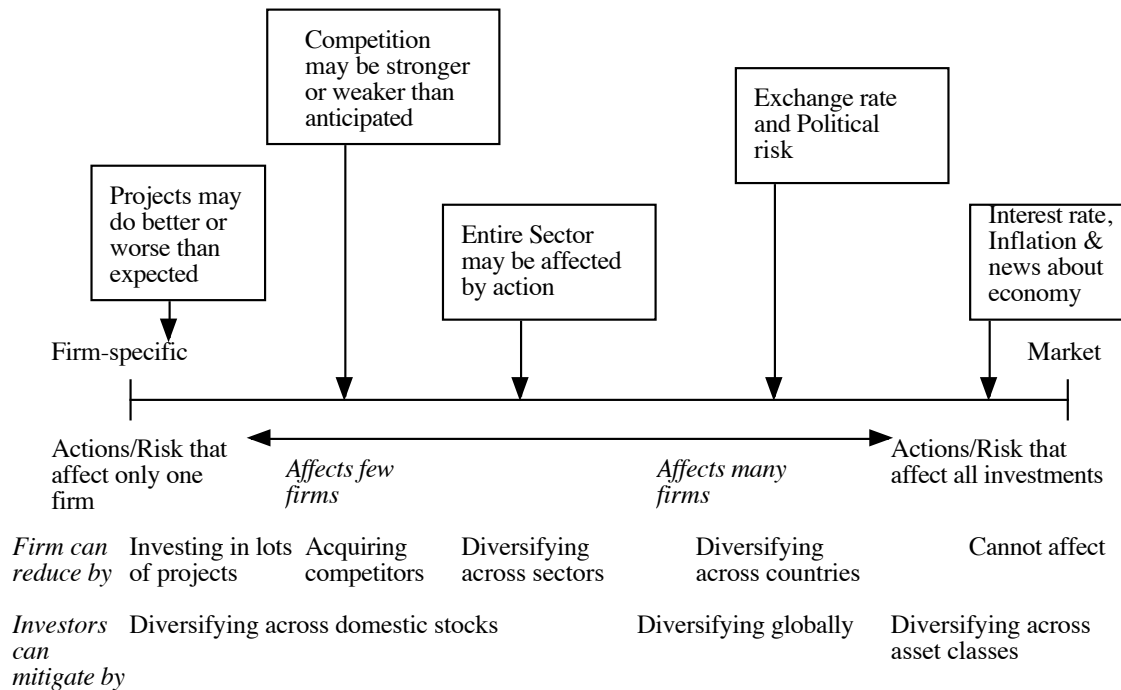 Competition
may be stronger
or weaker than
anticipated
Exchange rate
and Political
risk
Projects may
do better or
worse than
expected
Entire Sector
may be affected
by action
Interest rate,
Inflation &
news about
economy
Firm-specific
Market
Actions/Risk that
affect only one
firm
Affects few
firms
Affects many
firms
Actions/Risk that
affect all investments
Firm can
reduce by
Investing in lots
of projects
Acquiring
competitors
Diversifying
across sectors
Diversifying
across countries
Cannot affect
Investors
can
mitigate by
Diversifying across domestic stocks
Diversifying globally
Diversifying across
asset classes